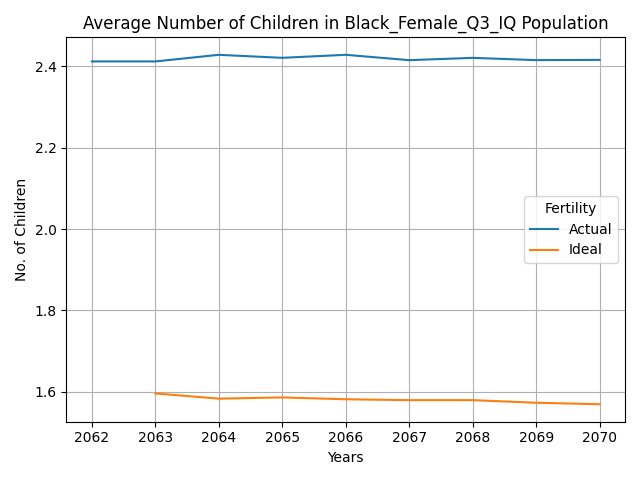 Average Number of Children in Black_Female_Q3_IQ Population
No. of Children
2.4
2.2
2.0
1.8
1.6
Fertility
Actual
Ideal
2062 2063 2064 2065 2066 2067 2068 2069 2070
Years